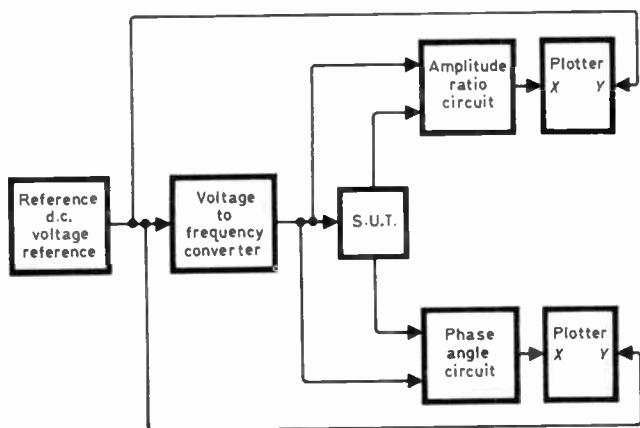 Amplitude
ratio
circuit
Plotter
X Y
Reference
d.c.
voltage
reference
Voltage
to
frequency
converter
S.U.T.
Phase
angle
circuit
Plotter
X Y